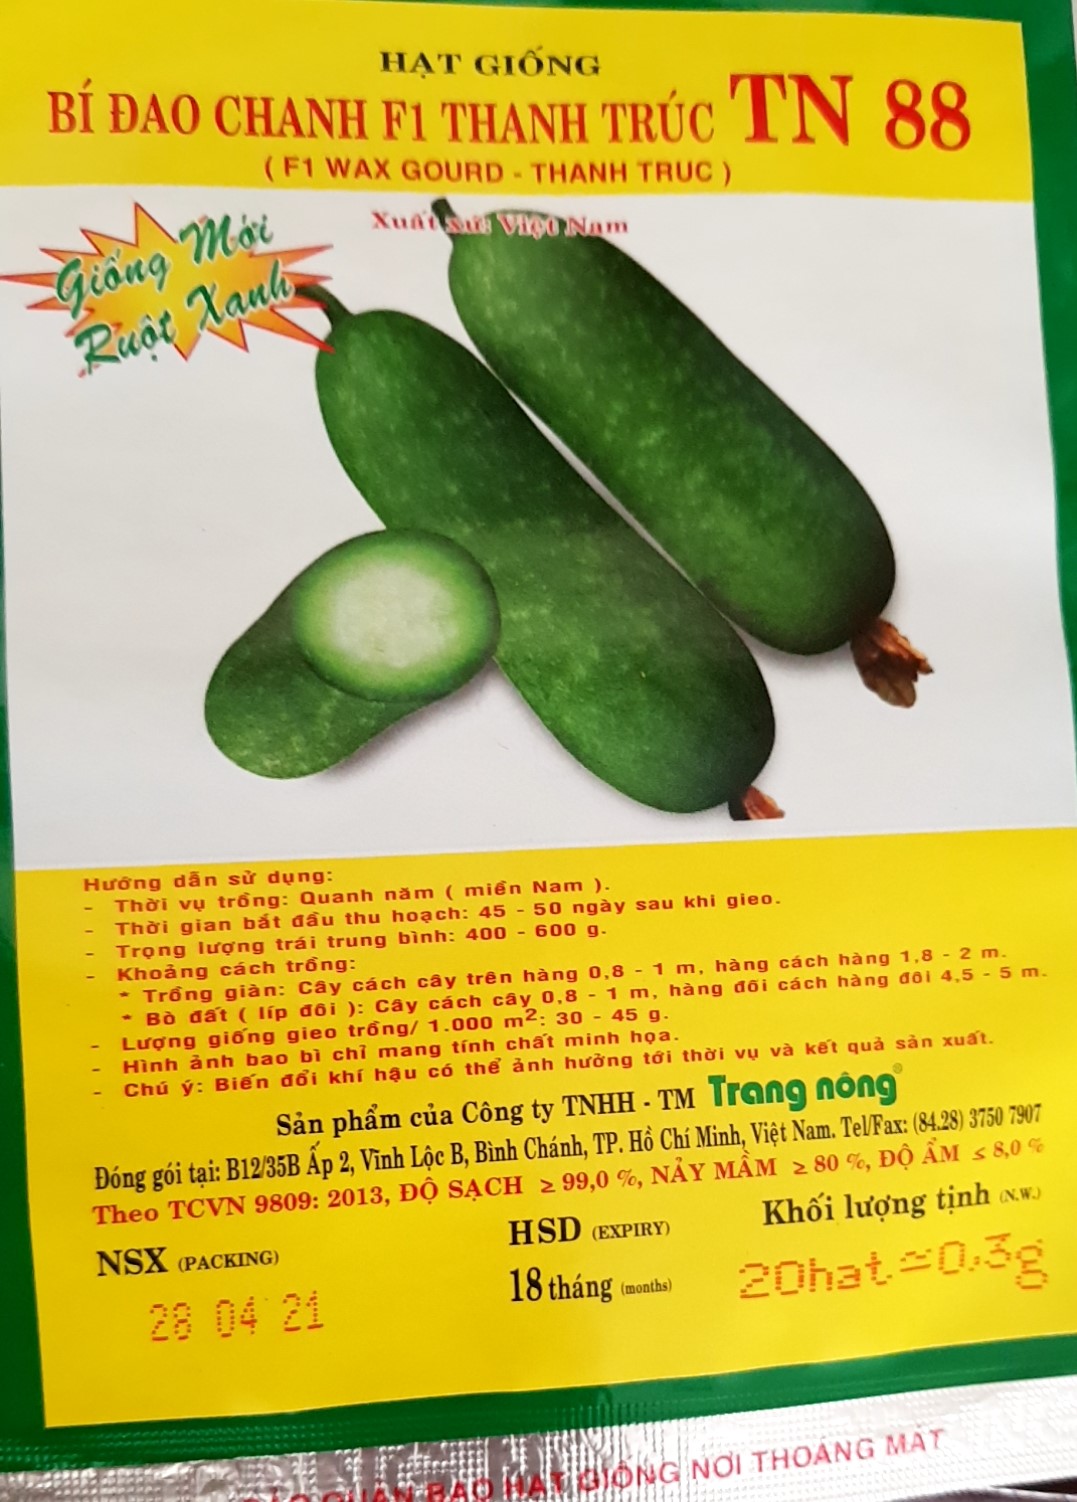 HẠT GIỐNG
BÍ ĐAO CHANH F1 THANH TRÚC TN 88
( F1 WAX GOURD - THANH TRUC )
Xuất xứ: Việt Nam
Giống Mới
Ruột Xanh
Hướng dẫn sử dụng:
- Thời vụ trồng: Quanh năm ( miền Nam ).
- Thời gian bắt đầu thu hoạch: 45 - 50 ngày sau khi gieo.
- Trọng lượng trái trung bình: 400 - 600 g.
- Khoảng cách trồng:
* Trồng giàn: Cây cách cây trên hàng 0,8 - 1 m, hàng cách hàng 1,8 - 2 m.
* Bò đất ( líp đôi ): Cây cách cây 0,8 - 1 m, hàng đôi cách hàng đôi 4,5 - 5 m.
- Lượng giống gieo trồng/ 1.000 m²: 30 - 45 g.
- Hình ảnh bao bì chỉ mang tính chất minh họa.
- Chú ý: Biến đổi khí hậu có thể ảnh hưởng tới thời vụ và kết quả sản xuất.
Sản phẩm của Công ty TNHH - TM Trang nông®
Đóng gói tại: B12/35B Ấp 2, Vĩnh Lộc B, Bình Chánh, TP. Hồ Chí Minh, Việt Nam. Tel/Fax: (84.28) 3750 7907
Theo TCVN 9809: 2013, ĐỘ SẠCH ≥ 99,0 %, NẢY MẦM ≥ 80 %, ĐỘ ẨM ≤ 8,0 %
NSX (PACKING) HSD (EXPIRY) Khối lượng tịnh (N.W.)
28 04 21 18 tháng (months) 20hat≃0,3g
QUẢN BAO HẠT GIỐNG NƠI THOÁNG MÁT